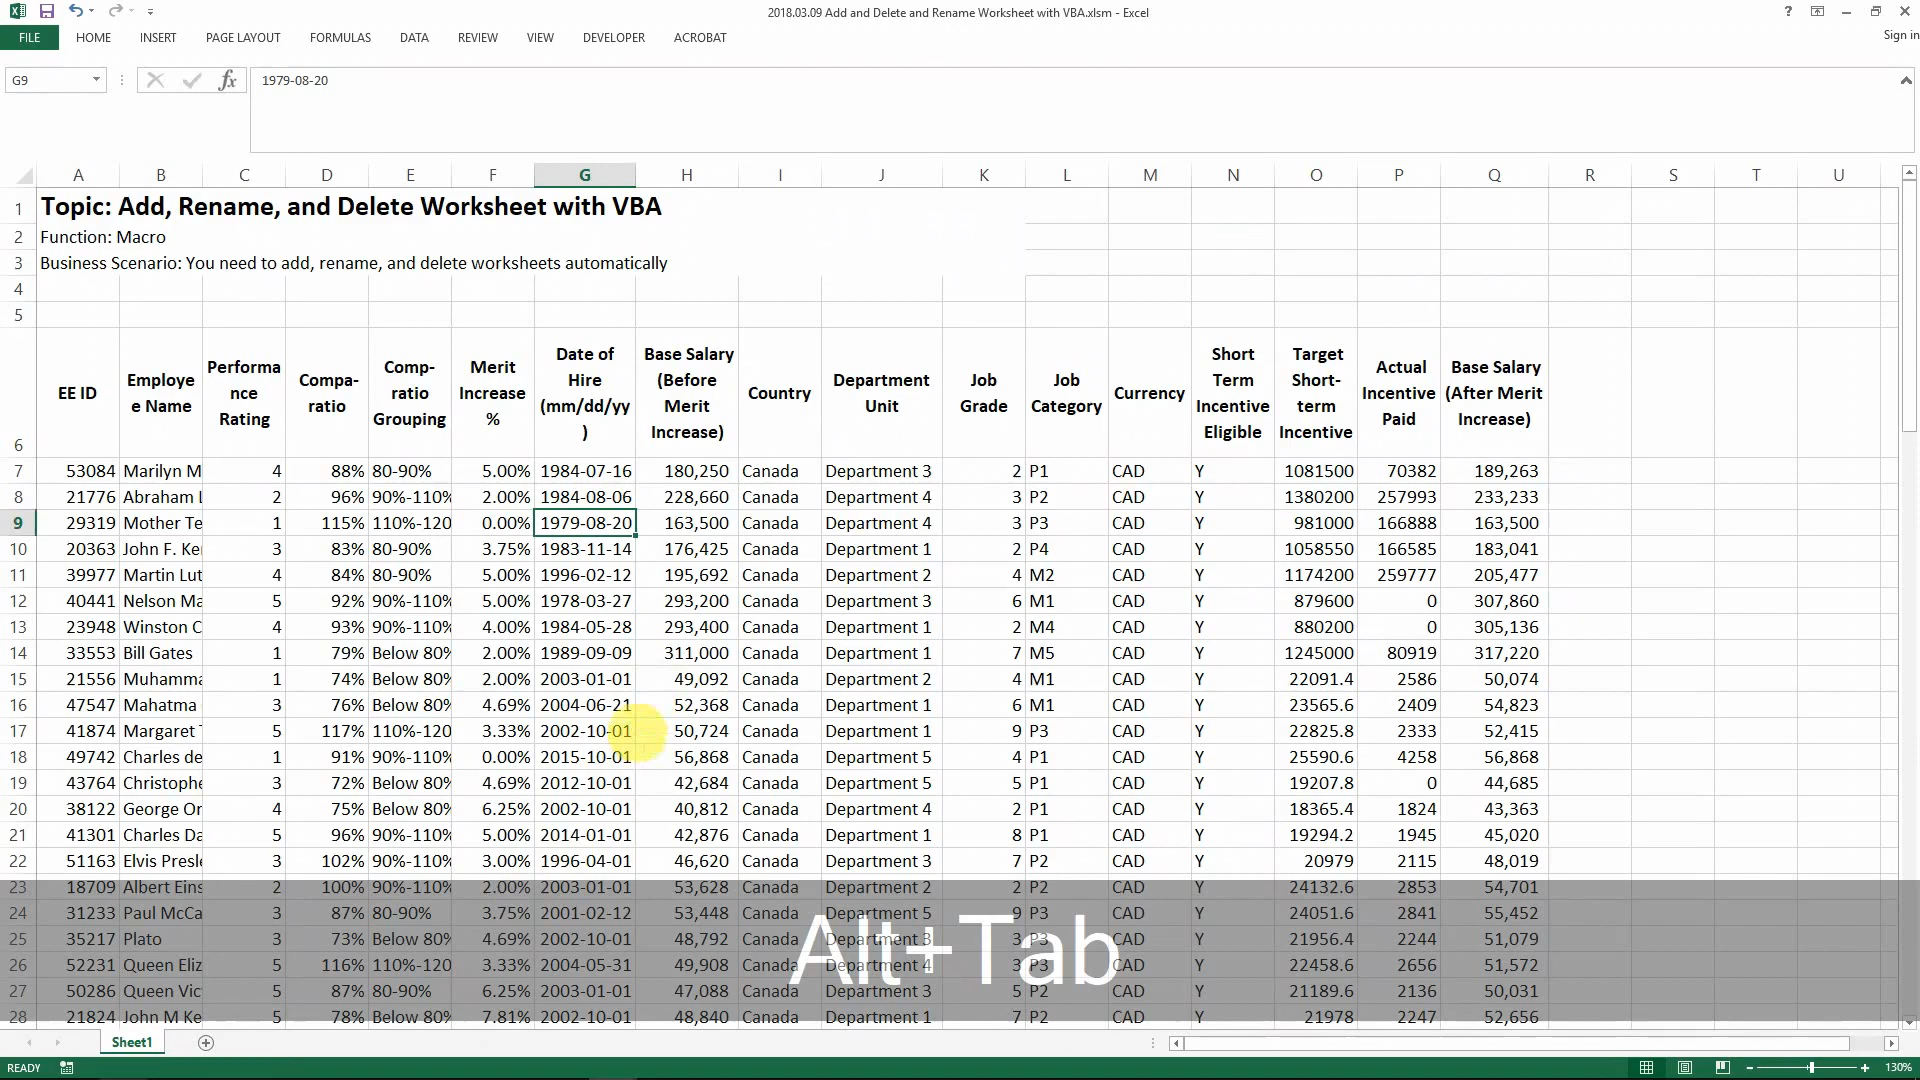 2018.03.09 Add and Delete and Rename Worksheet with VBA.xlsm - Excel
?
FILE HOME INSERT PAGE LAYOUT FORMULAS DATA REVIEW VIEW DEVELOPER ACROBAT Sign in
G9 fx 1979-08-20
A B C D E F G H I J K L M N O P Q R S T U
1 Topic: Add, Rename, and Delete Worksheet with VBA
2 Function: Macro
3 Business Scenario: You need to add, rename, and delete worksheets automatically
4
5
6 EE ID Employe e Name Performa nce Rating Compa- ratio Comp- ratio Grouping Merit Increase % Date of Hire (mm/dd/yy ) Base Salary (Before Merit Increase) Country Department Unit Job Grade Job Category Currency Short Term Incentive Eligible Target Short- term Incentive Actual Incentive Paid Base Salary (After Merit Increase)
7 53084 Marilyn M 4 88% 80-90% 5.00% 1984-07-16 180,250 Canada Department 3 2 P1 CAD Y 1081500 70382 189,263
8 21776 Abraham L 2 96% 90%-110% 2.00% 1984-08-06 228,660 Canada Department 4 3 P2 CAD Y 1380200 257993 233,233
9 29319 Mother Te 1 115% 110%-120 0.00% 1979-08-20 163,500 Canada Department 4 3 P3 CAD Y 981000 166888 163,500
10 20363 John F. Ke 3 83% 80-90% 3.75% 1983-11-14 176,425 Canada Department 1 2 P4 CAD Y 1058550 166585 183,041
11 39977 Martin Lut 4 84% 80-90% 5.00% 1996-02-12 195,692 Canada Department 2 4 M2 CAD Y 1174200 259777 205,477
12 40441 Nelson Ma 5 92% 90%-110% 5.00% 1978-03-27 293,200 Canada Department 3 6 M1 CAD Y 879600 0 307,860
13 23948 Winston C 4 93% 90%-110% 4.00% 1984-05-28 293,400 Canada Department 1 2 M4 CAD Y 880200 0 305,136
14 33553 Bill Gates 1 79% Below 80% 2.00% 1989-09-09 311,000 Canada Department 1 7 M5 CAD Y 1245000 80919 317,220
15 21556 Muhamma 1 74% Below 80% 2.00% 2003-01-01 49,092 Canada Department 2 4 M1 CAD Y 22091.4 2586 50,074
16 47547 Mahatma 3 76% Below 80% 4.69% 2004-06-21 52,368 Canada Department 1 6 M1 CAD Y 23565.6 2409 54,823
17 41874 Margaret T 5 117% 110%-120 3.33% 2002-10-01 50,724 Canada Department 1 9 P3 CAD Y 22825.8 2333 52,415
18 49742 Charles de 1 91% 90%-110% 0.00% 2015-10-01 56,868 Canada Department 5 4 P1 CAD Y 25590.6 4258 56,868
19 43764 Christophe 3 72% Below 80% 4.69% 2012-10-01 42,684 Canada Department 5 5 P1 CAD Y 19207.8 0 44,685
20 38122 George Or 4 75% Below 80% 6.25% 2002-10-01 40,812 Canada Department 4 2 P1 CAD Y 18365.4 1824 43,363
21 41301 Charles Da 5 96% 90%-110% 5.00% 2014-01-01 42,876 Canada Department 1 8 P1 CAD Y 19294.2 1945 45,020
22 51163 Elvis Presle 3 102% 90%-110% 3.00% 1996-04-01 46,620 Canada Department 3 7 P2 CAD Y 20979 2115 48,019
23 18709 Albert Eins 2 100% 90%-110% 2.00% 2003-01-01 53,628 Canada Department 2 2 P2 CAD Y 24132.6 2853 54,701
24 31233 Paul McCa 3 87% 80-90% 3.75% 2001-02-12 53,448 Canada Department 5 9 P3 CAD Y 24051.6 2841 55,452
25 35217 Plato 3 73% Below 80% 4.69% 2002-10-01 48,792 Canada Department 3 3 P3 CAD Y 21956.4 2244 51,079
26 52231 Queen Eliz 5 116% 110%-120 3.33% 2004-05-31 49,908 Canada Department 4 3 P3 CAD Y 22458.6 2656 51,572
27 50286 Queen Vic 5 87% 80-90% 6.25% 2003-01-01 47,088 Canada Department 3 5 P2 CAD Y 21189.6 2136 50,031
28 21824 John M Ke 5 78% Below 80% 7.81% 2002-10-01 48,840 Canada Department 1 7 P2 CAD Y 21978 2247 52,656
Alt+Tab
Sheet1
READY 130%